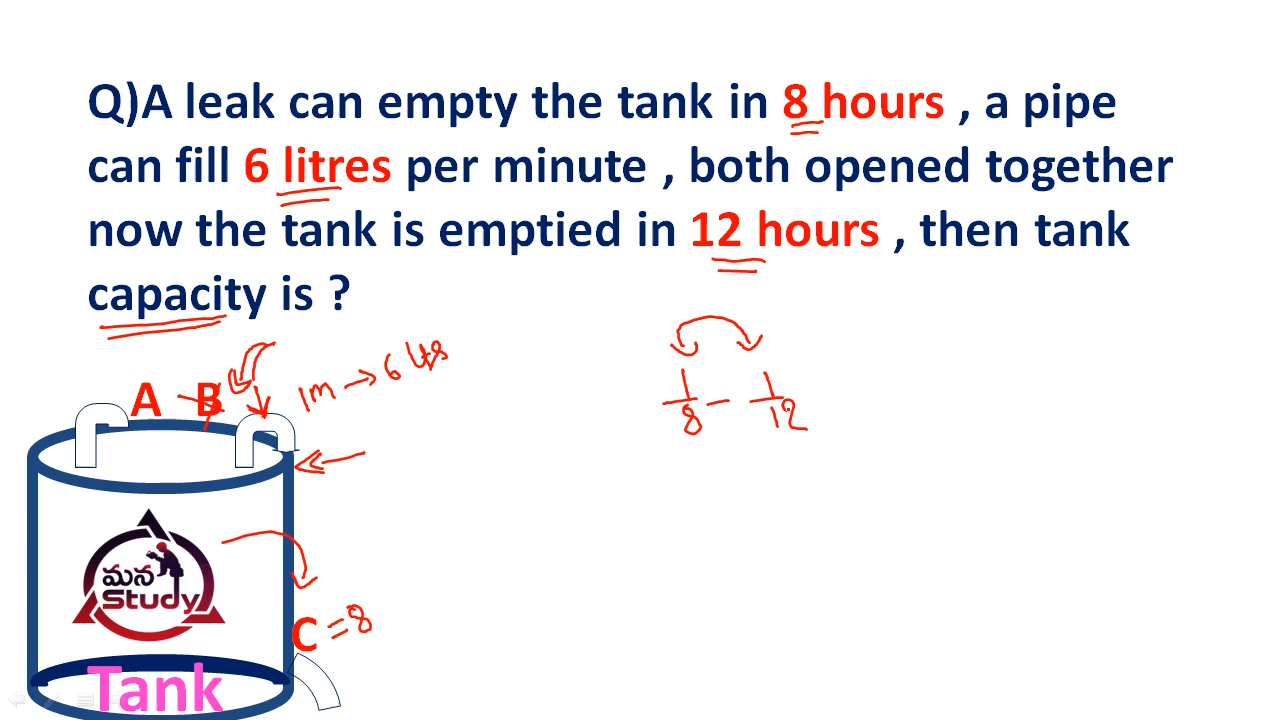 Q)A leak can empty the tank in 8 hours , a pipe
can fill 6 litres per minute , both opened together
now the tank is emptied in 12 hours , then tank
capacity is ?
1m → 6 lts
A B
1/8 - 1/12
మన
Study
C = 8
Tank